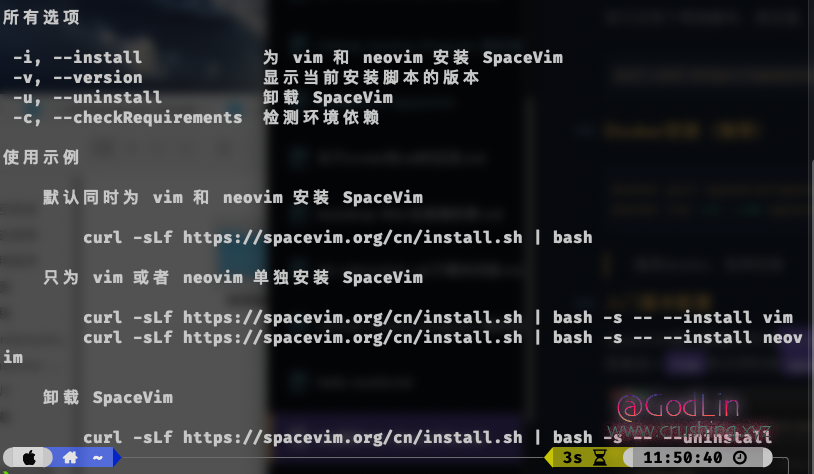 所有选项
-i, --install 为 vim 和 neovim 安装 SpaceVim
-v, --version 显示当前安装脚本的版本
-u, --uninstall 卸载 SpaceVim
-c, --checkRequirements 检测环境依赖
使用示例
默认同时为 vim 和 neovim 安装 SpaceVim
curl -sLf https://spacevim.org/cn/install.sh | bash
只为 vim 或者 neovim 单独安装 SpaceVim
curl -sLf https://spacevim.org/cn/install.sh | bash -s -- --install vim
curl -sLf https://spacevim.org/cn/install.sh | bash -s -- --install neov
im
卸载 SpaceVim
@GodLin
www.crushing.xyz
curl -sLf https://spacevim.org/cn/install.sh | bash -s -- --uninstall
~ 3s 11:50:40